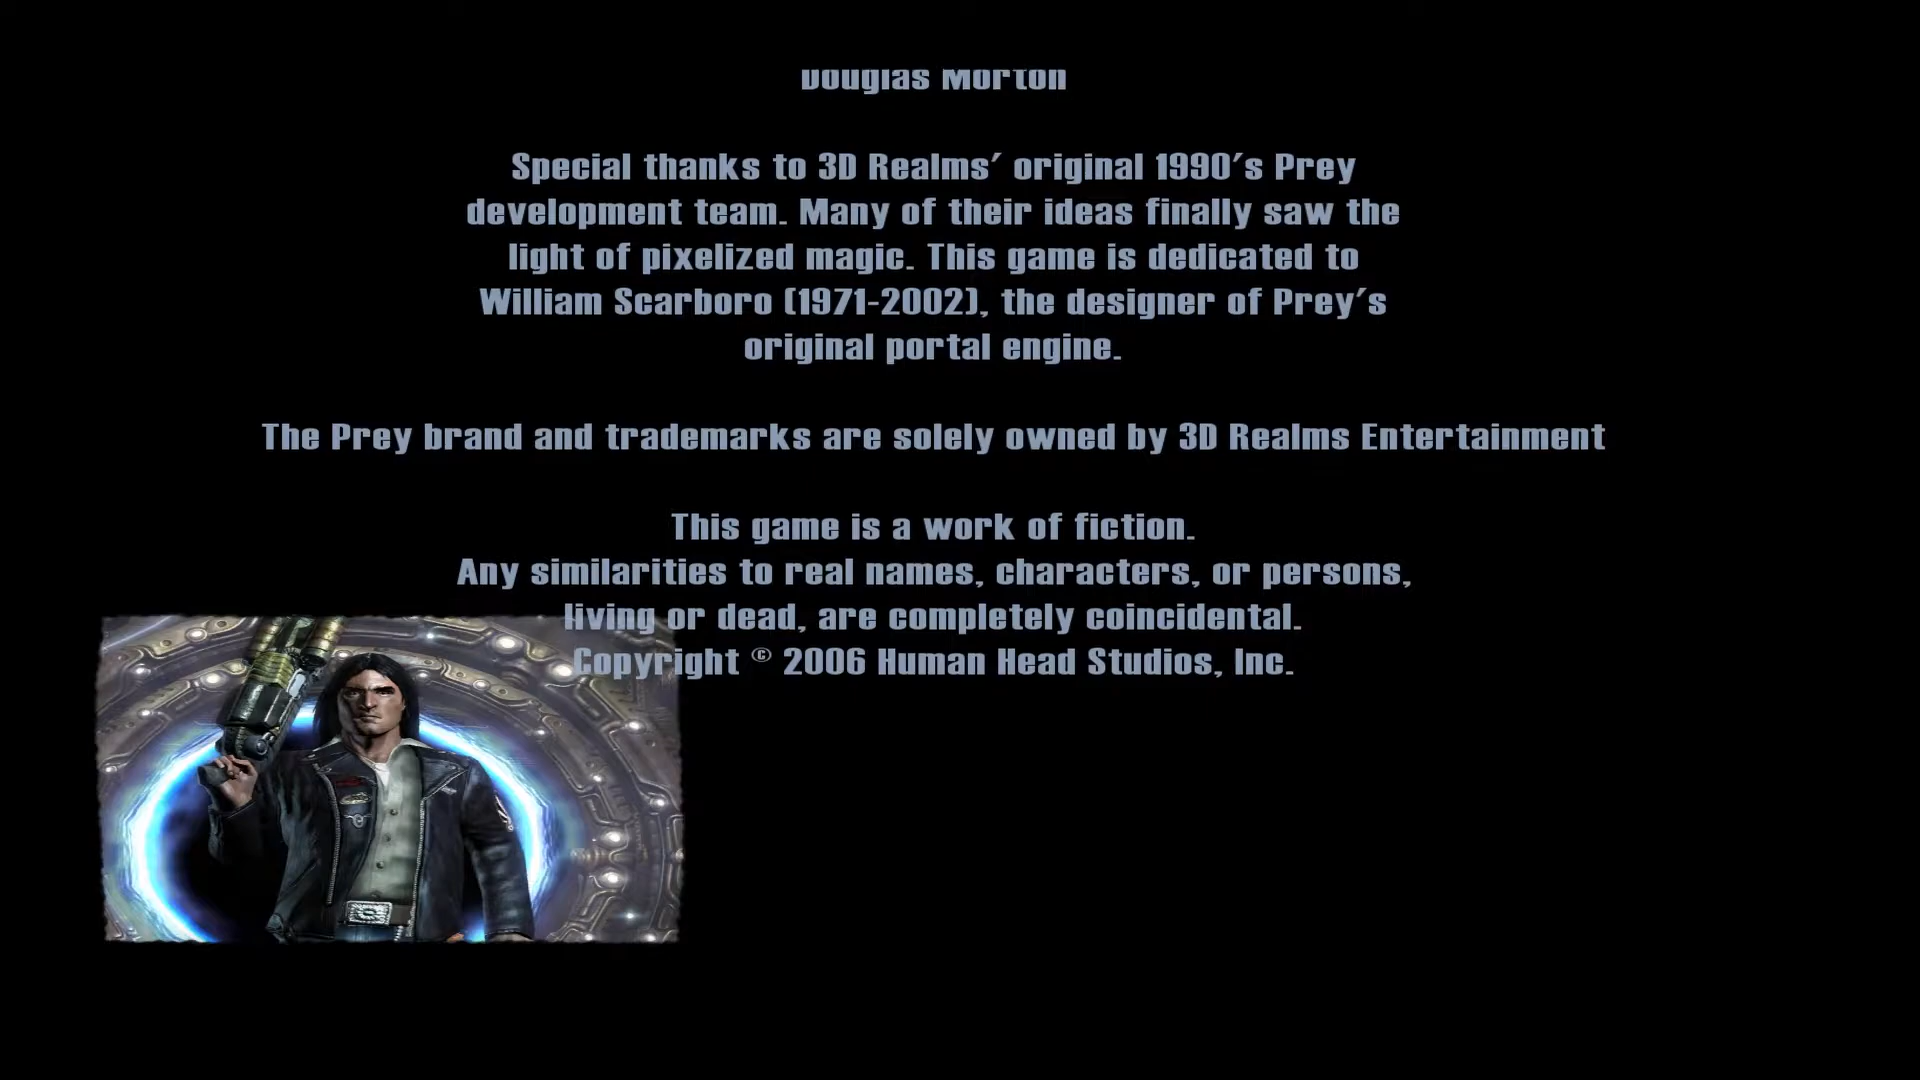 Douglas Morton
Special thanks to 3D Realms' original 1990's Prey
development team. Many of their ideas finally saw the
light of pixelized magic. This game is dedicated to
William Scarboro (1971-2002), the designer of Prey's
original portal engine.
The Prey brand and trademarks are solely owned by 3D Realms Entertainment
This game is a work of fiction.
Any similarities to real names, characters, or persons,
living or dead, are completely coincidental.
Copyright © 2006 Human Head Studios, Inc.